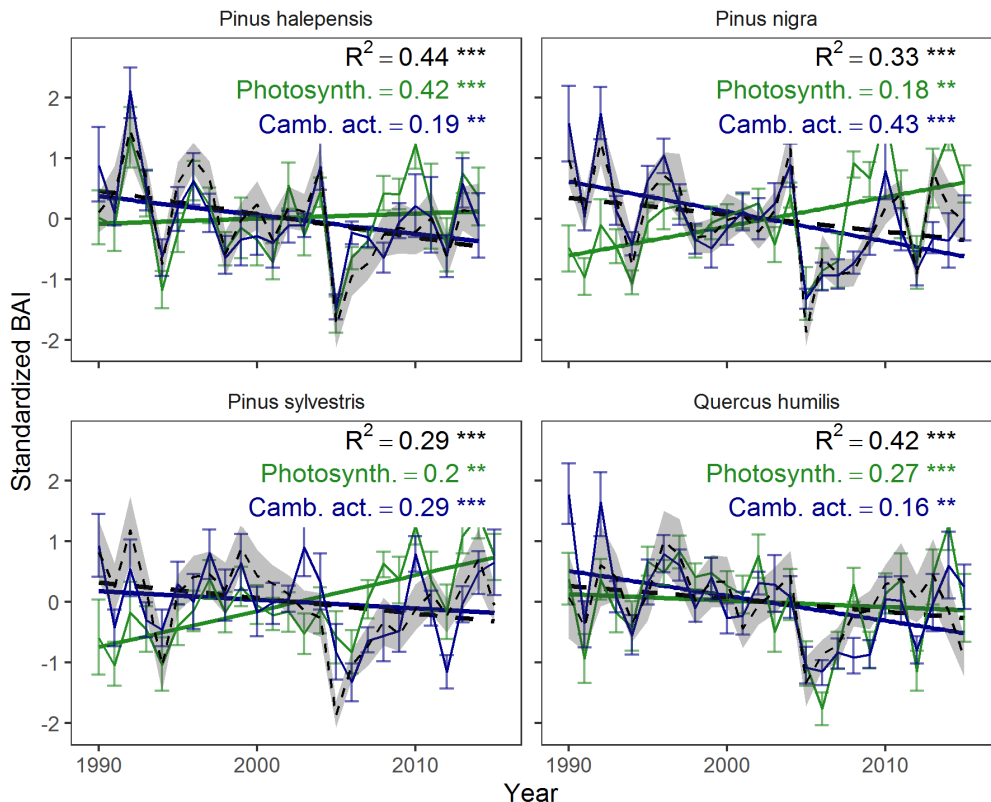 Pinus halepensis
R² = 0.44 ***
Photosynth. = 0.42 ***
Camb. act. = 0.19 **
Pinus nigra
R² = 0.33 ***
Photosynth. = 0.18 **
Camb. act. = 0.43 ***
2
1
0
-1
-2
Standardized BAI
Pinus sylvestris
R² = 0.29 ***
Photosynth. = 0.2 **
Camb. act. = 0.29 ***
Quercus humilis
R² = 0.42 ***
Photosynth. = 0.27 ***
Camb. act. = 0.16 **
2
1
0
-1
-2
1990 2000 2010
1990 2000 2010
Year